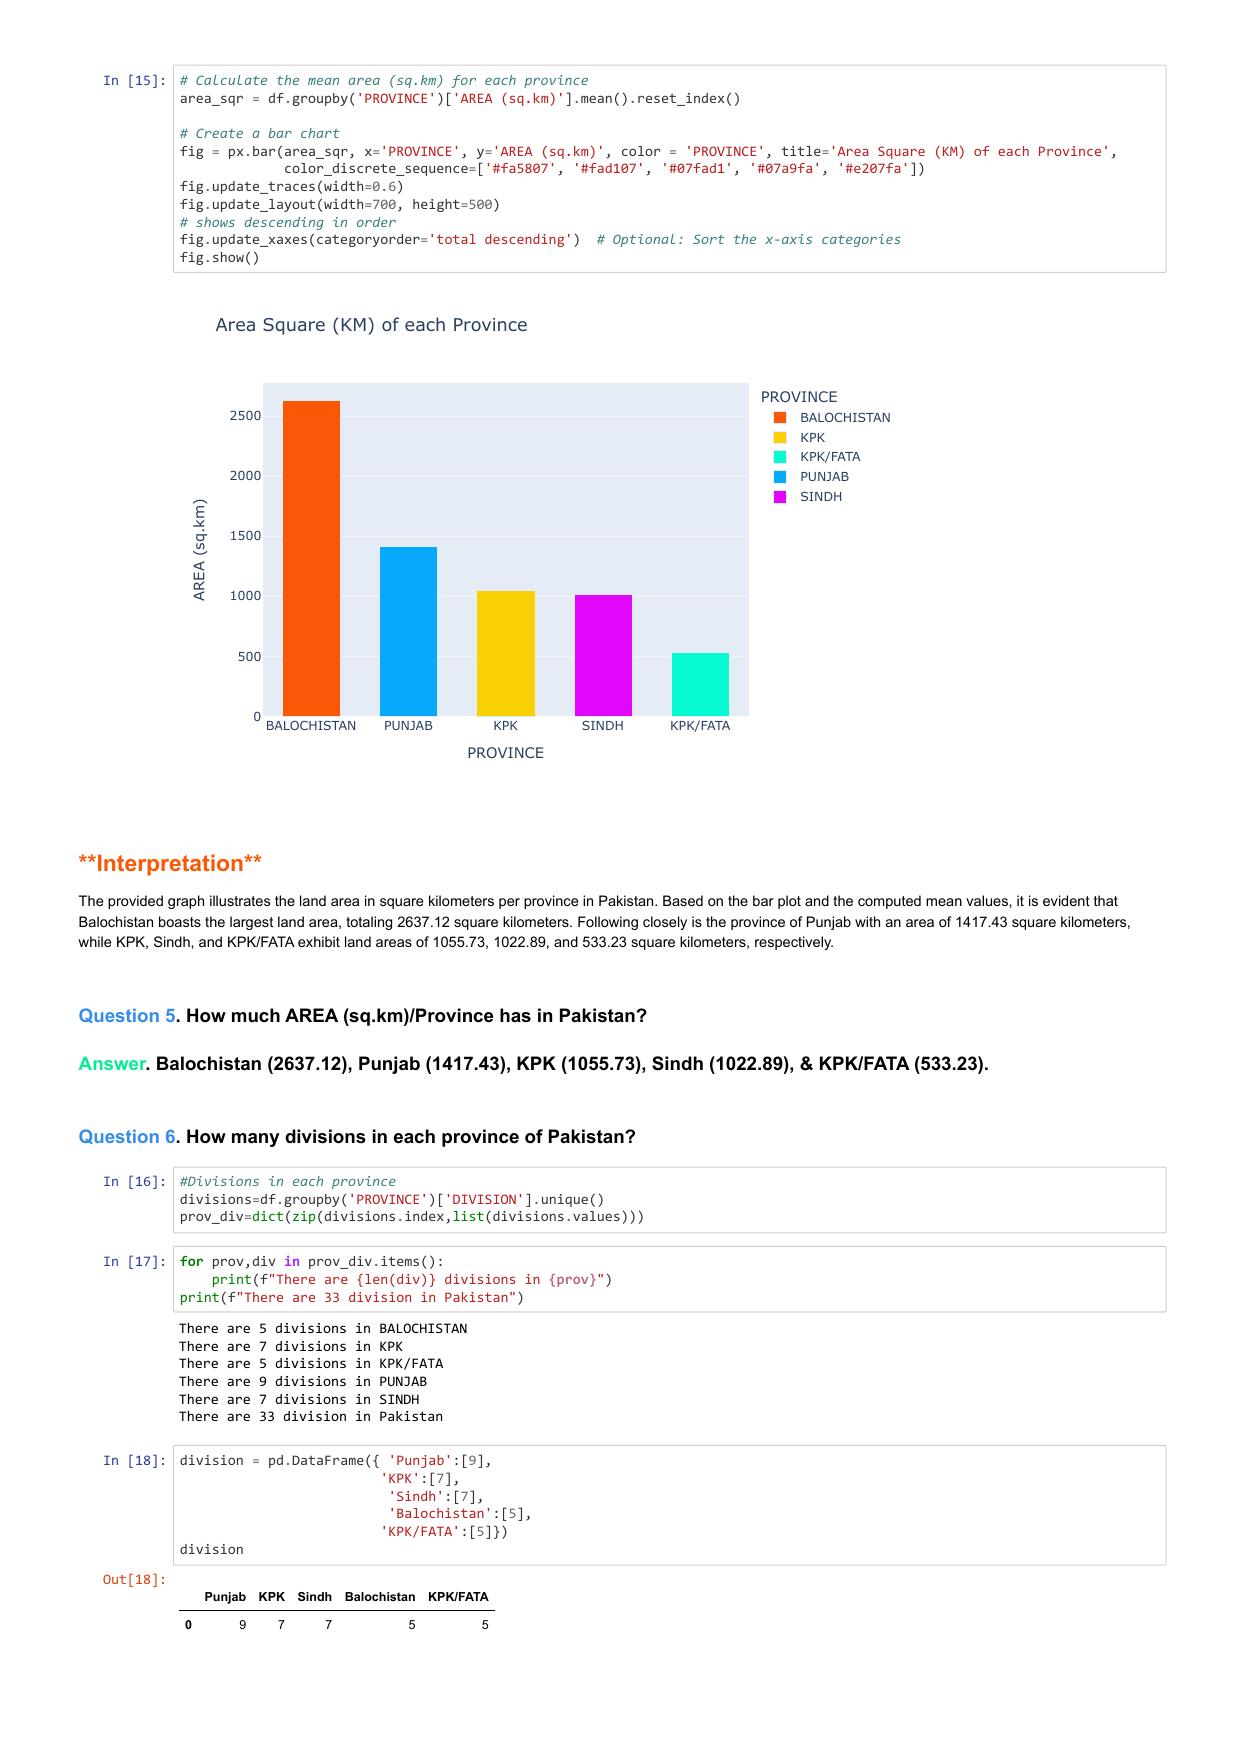 In [15]: # Calculate the mean area (sq.km) for each province
area_sqr = df.groupby('PROVINCE')['AREA (sq.km)'].mean().reset_index()
# Create a bar chart
fig = px.bar(area_sqr, x='PROVINCE', y='AREA (sq.km)', color = 'PROVINCE', title='Area Square (KM) of each Province',
color_discrete_sequence=['#fa5807', '#fad107', '#07fad1', '#07a9fa', '#e207fa'])
fig.update_traces(width=0.6)
fig.update_layout(width=700, height=500)
# shows descending in order
fig.update_xaxes(categoryorder='total descending')  # Optional: Sort the x-axis categories
fig.show()
Area Square (KM) of each Province
AREA (sq.km)
2500
2000
1500
1000
500
0
BALOCHISTAN PUNJAB KPK SINDH KPK/FATA
PROVINCE
PROVINCE
BALOCHISTAN
KPK
KPK/FATA
PUNJAB
SINDH
**Interpretation**
The provided graph illustrates the land area in square kilometers per province in Pakistan. Based on the bar plot and the computed mean values, it is evident that
Balochistan boasts the largest land area, totaling 2637.12 square kilometers. Following closely is the province of Punjab with an area of 1417.43 square kilometers,
while KPK, Sindh, and KPK/FATA exhibit land areas of 1055.73, 1022.89, and 533.23 square kilometers, respectively.
Question 5. How much AREA (sq.km)/Province has in Pakistan?
Answer. Balochistan (2637.12), Punjab (1417.43), KPK (1055.73), Sindh (1022.89), & KPK/FATA (533.23).
Question 6. How many divisions in each province of Pakistan?
In [16]: #Divisions in each province
divisions=df.groupby('PROVINCE')['DIVISION'].unique()
prov_div=dict(zip(divisions.index,list(divisions.values)))
In [17]: for prov,div in prov_div.items():
print(f"There are {len(div)} divisions in {prov}")
print(f"There are 33 division in Pakistan")
There are 5 divisions in BALOCHISTAN
There are 7 divisions in KPK
There are 5 divisions in KPK/FATA
There are 9 divisions in PUNJAB
There are 7 divisions in SINDH
There are 33 division in Pakistan
In [18]: division = pd.DataFrame({ 'Punjab':[9],
'KPK':[7],
'Sindh':[7],
'Balochistan':[5],
'KPK/FATA':[5]})
division
Out[18]:
Punjab KPK Sindh Balochistan KPK/FATA
0 9 7 7 5 5